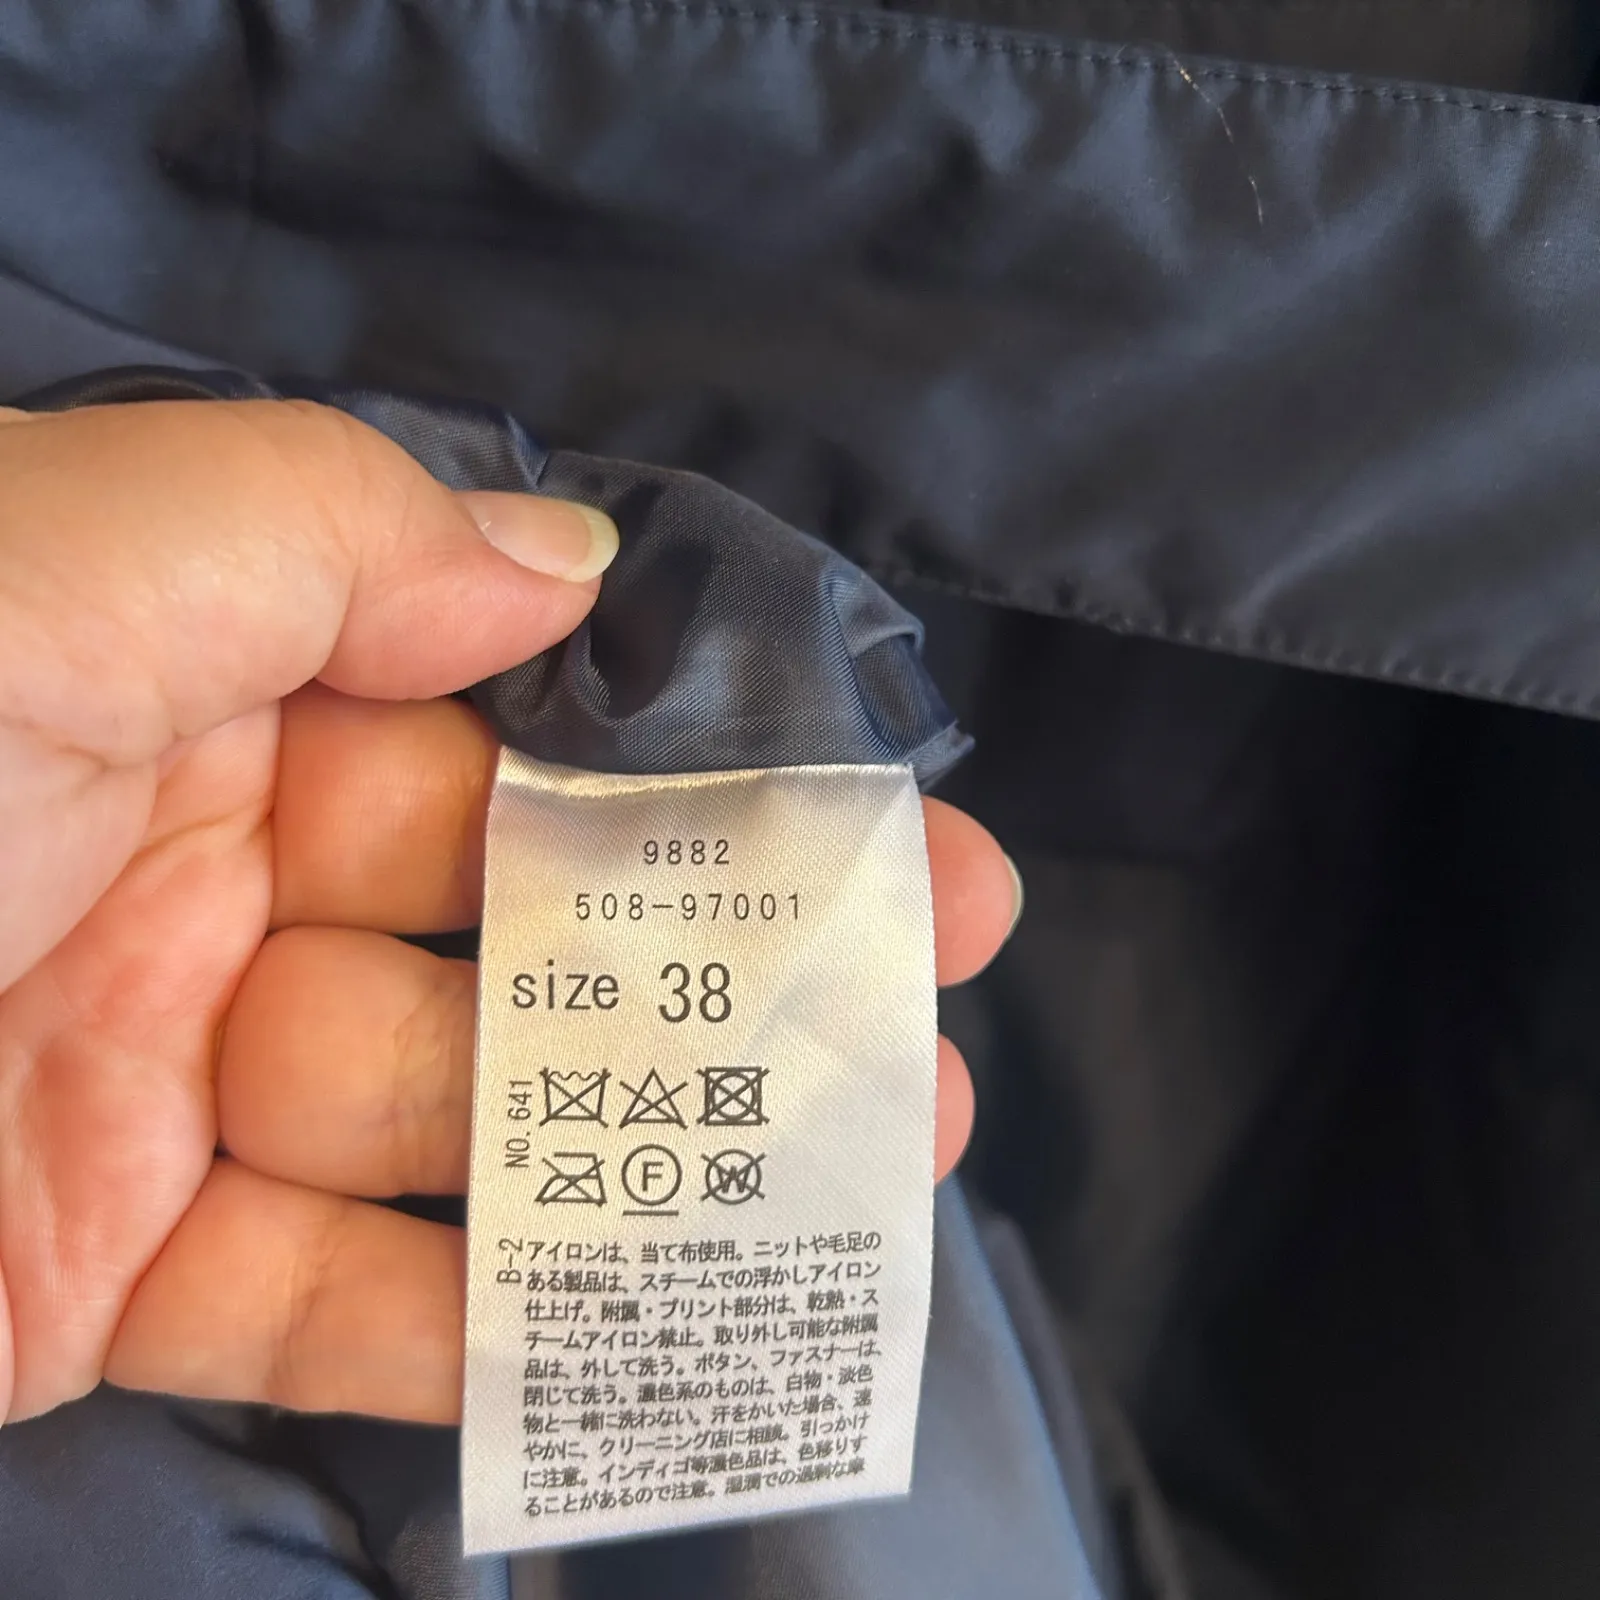 9882
508-97001
size 38
NO. 641
F
W
B-2
アイロンは、当て布使用。ニットや毛足の
ある製品は、スチームでの浮かしアイロン
仕上げ。附属・プリント部分は、乾熱・ス
チームアイロン禁止。取り外し可能な附属
品は、外して洗う。ボタン、ファスナーは、
閉じて洗う。濃色系のものは、白物・淡色
物と一緒に洗わない。汗をかいた場合、速
やかに、クリーニング店に相談。引っかけ
に注意。インディゴ等濃色品は、色移りす
ることがあるので注意。湿潤での過剰な摩